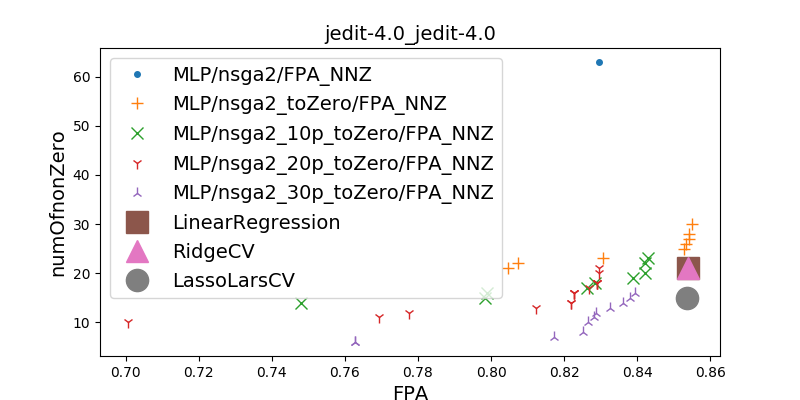 jedit-4.0_jedit-4.0
MLP/nsga2/FPA_NNZ
MLP/nsga2_toZero/FPA_NNZ
MLP/nsga2_10p_toZero/FPA_NNZ
MLP/nsga2_20p_toZero/FPA_NNZ
MLP/nsga2_30p_toZero/FPA_NNZ
LinearRegression
RidgeCV
LassoLarsCV
numOfnonZero
60
50
40
30
20
10
0.70 0.72 0.74 0.76 0.78 0.80 0.82 0.84 0.86
FPA